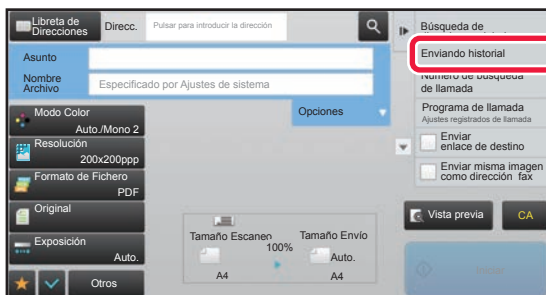 Libreta de
Direcciones
Direcc.
Pulsar para introducir la dirección
Asunto
Nombre
Archivo
Especificado por Ajustes de sistema
Modo Color
Auto./Mono 2
Resolución
200x200ppp
Formato de Fichero
PDF
Original
Exposición
Auto.
Otros
Opciones
Tamaño Escaneo
100%
A4
Tamaño Envío
Auto.
A4
Búsqueda de
Enviando historial
Número de búsqueda
de llamada
Programa de llamada
Ajustes registrados de llamada
Enviar
enlace de destino
Enviar misma imagen
como dirección fax
Vista previa
CA